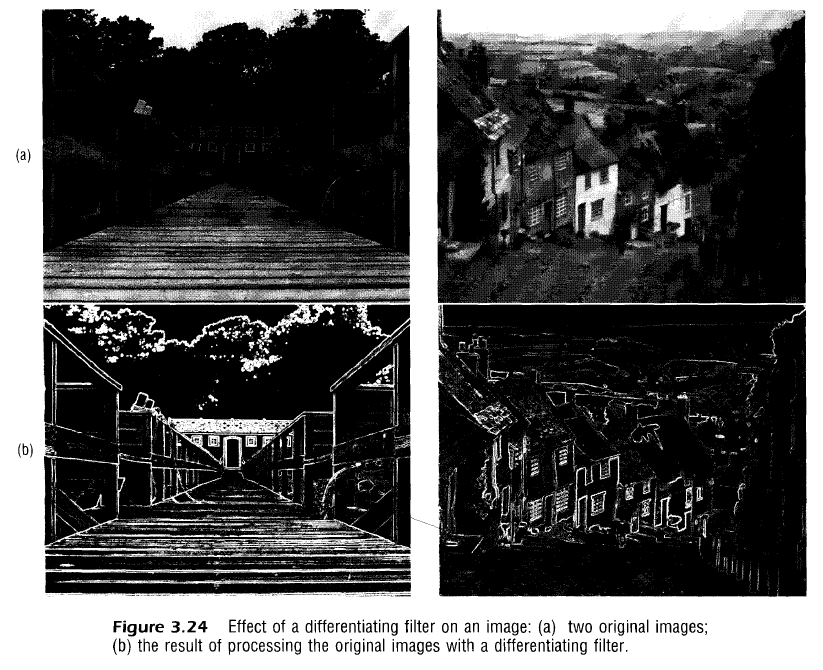 (a)
(b)
Figure 3.24 Effect of a differentiating filter on an image: (a) two original images;
(b) the result of processing the original images with a differentiating filter.